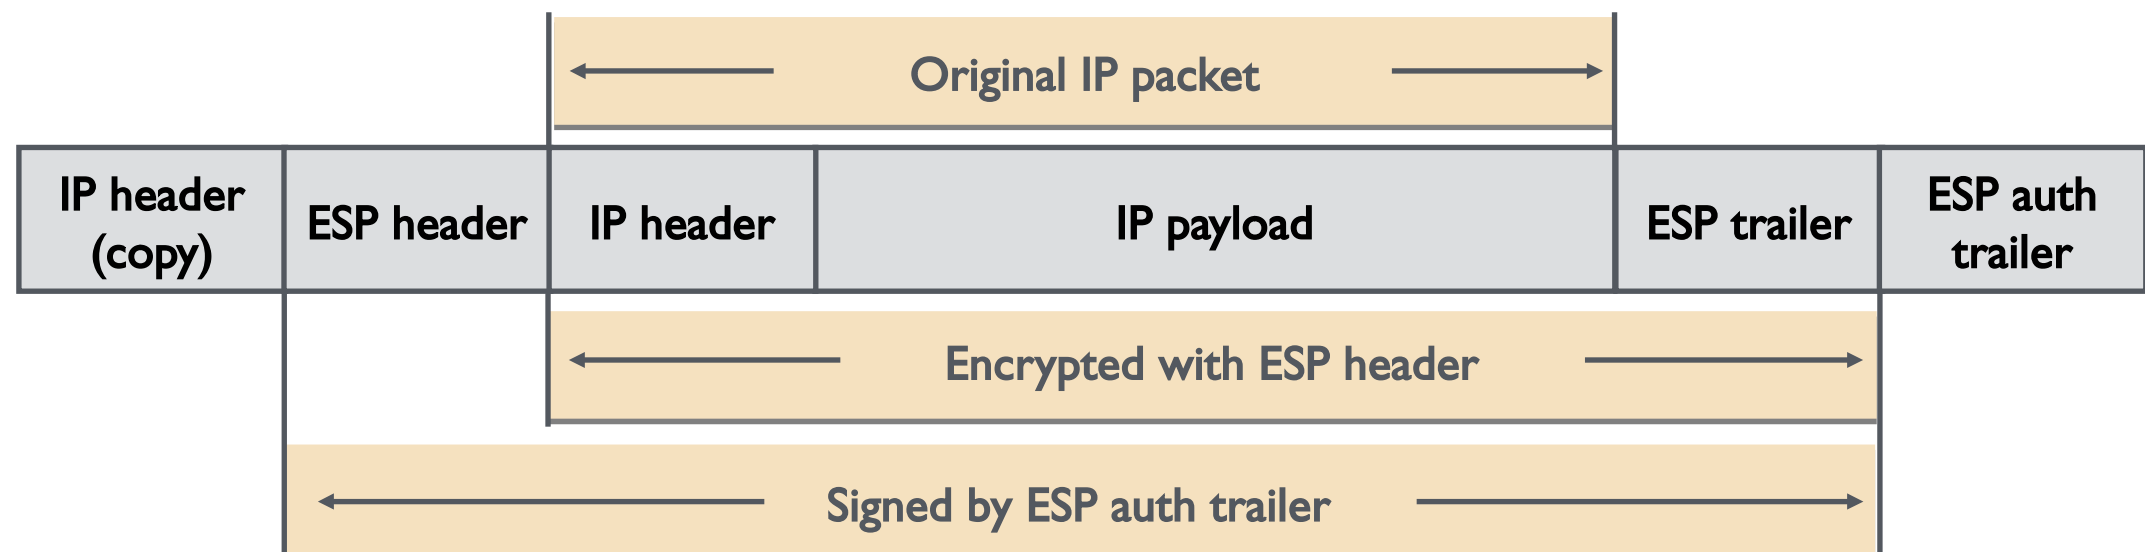 Original IP packet
IP header
(copy)
ESP header
IP header
IP payload
ESP trailer
ESP auth
trailer
Encrypted with ESP header
Signed by ESP auth trailer